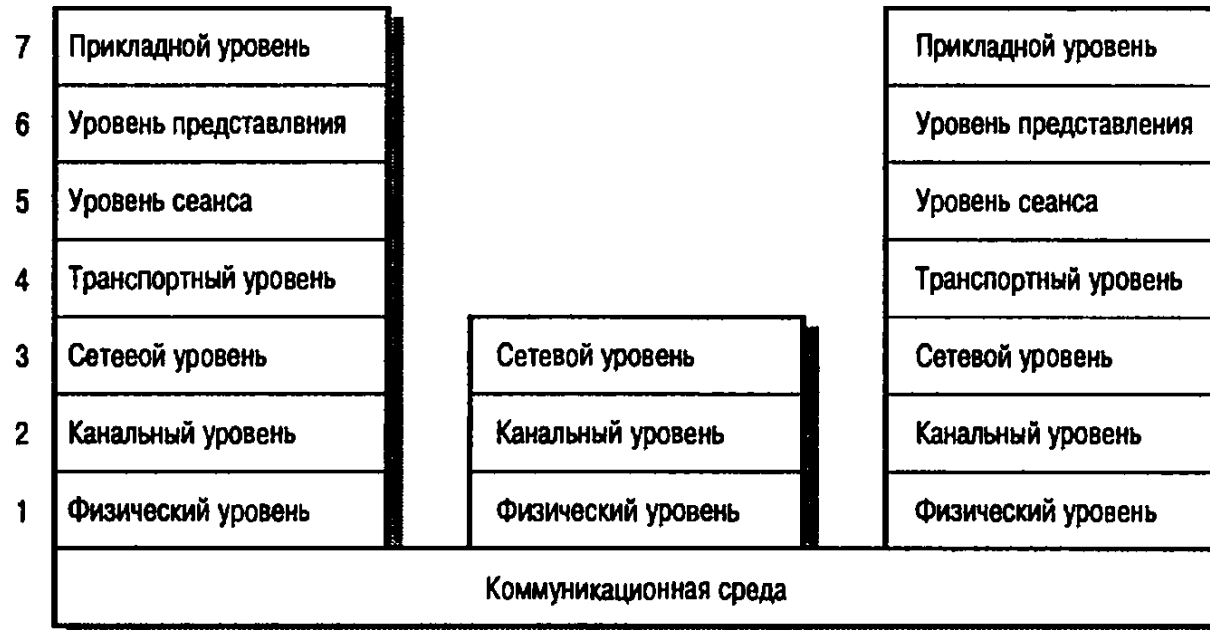 7 Прикладной уровень Прикладной уровень
6 Уровень представлвния Уровень представления
5 Уровень сеанса Уровень сеанса
4 Транспортный уровень Транспортный уровень
3 Сетееой уровень Сетевой уровень Сетевой уровень
2 Канальный уровень Канальный уровень Канальный уровень
1 Физический уровень Физический уровень Физический уровень
Коммуникационная среда